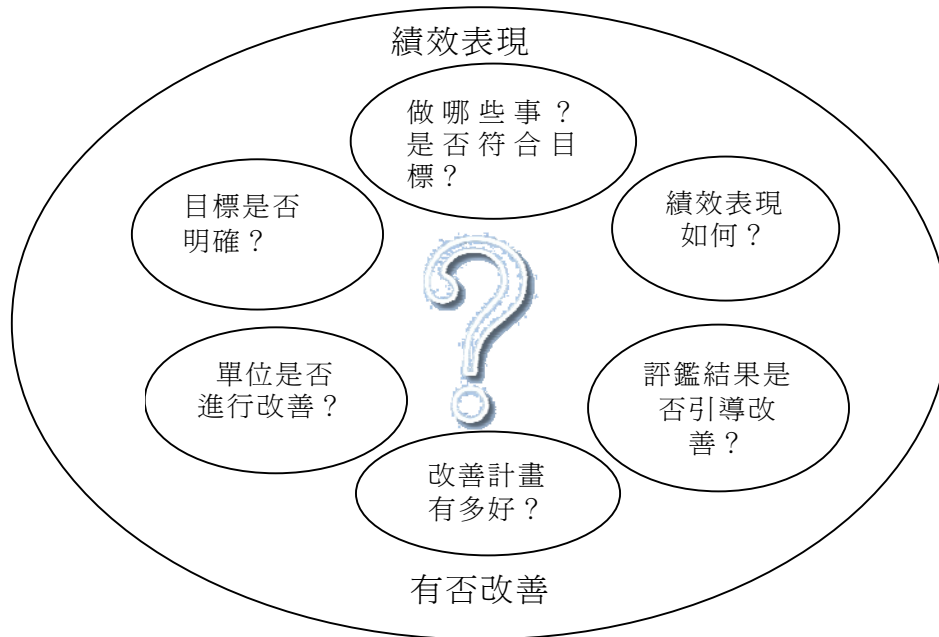 績效表現
做哪些事？
是否符合目
標？
目標是否
明確？
績效表現
如何？
單位是否
進行改善？
評鑑結果是
否引導改
善？
改善計畫
有多好？
有否改善